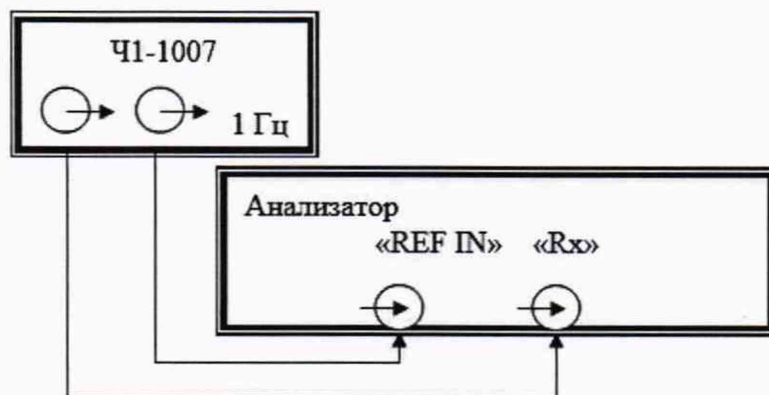 Ч1-1007
1 Гц
Анализатор
«REF IN» «Rx»